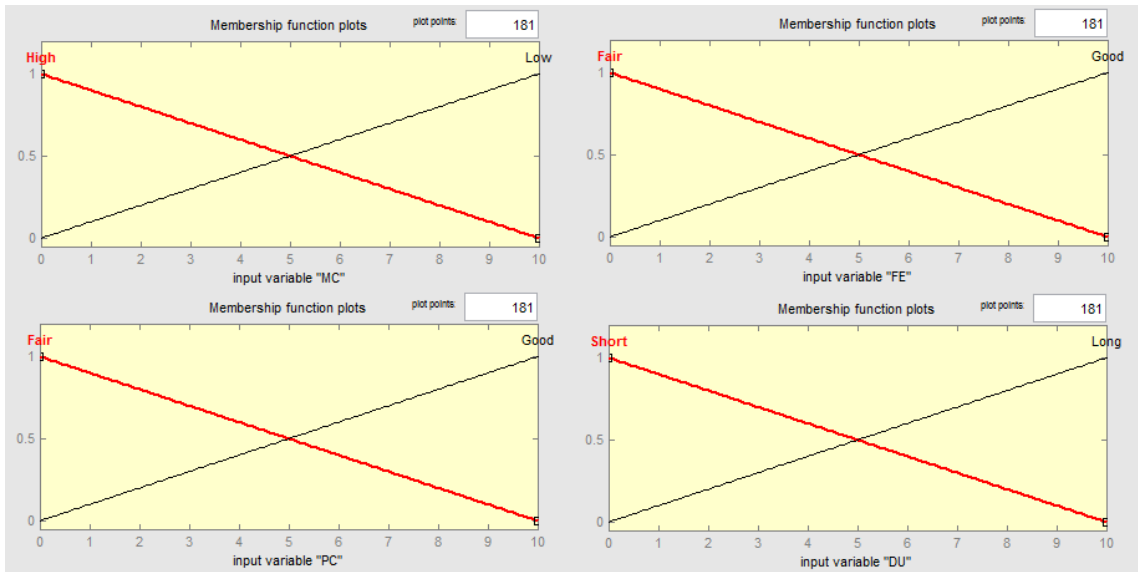 Membership function plots plot points: 181
High Low
1
0.5
0
0 1 2 3 4 5 6 7 8 9 10
input variable "MC"
Membership function plots plot points: 181
Fair Good
1
0.5
0
0 1 2 3 4 5 6 7 8 9 10
input variable "FE"
Membership function plots plot points: 181
Fair Good
1
0.5
0
0 1 2 3 4 5 6 7 8 9 10
input variable "PC"
Membership function plots plot points: 181
Short Long
1
0.5
0
0 1 2 3 4 5 6 7 8 9 10
input variable "DU"